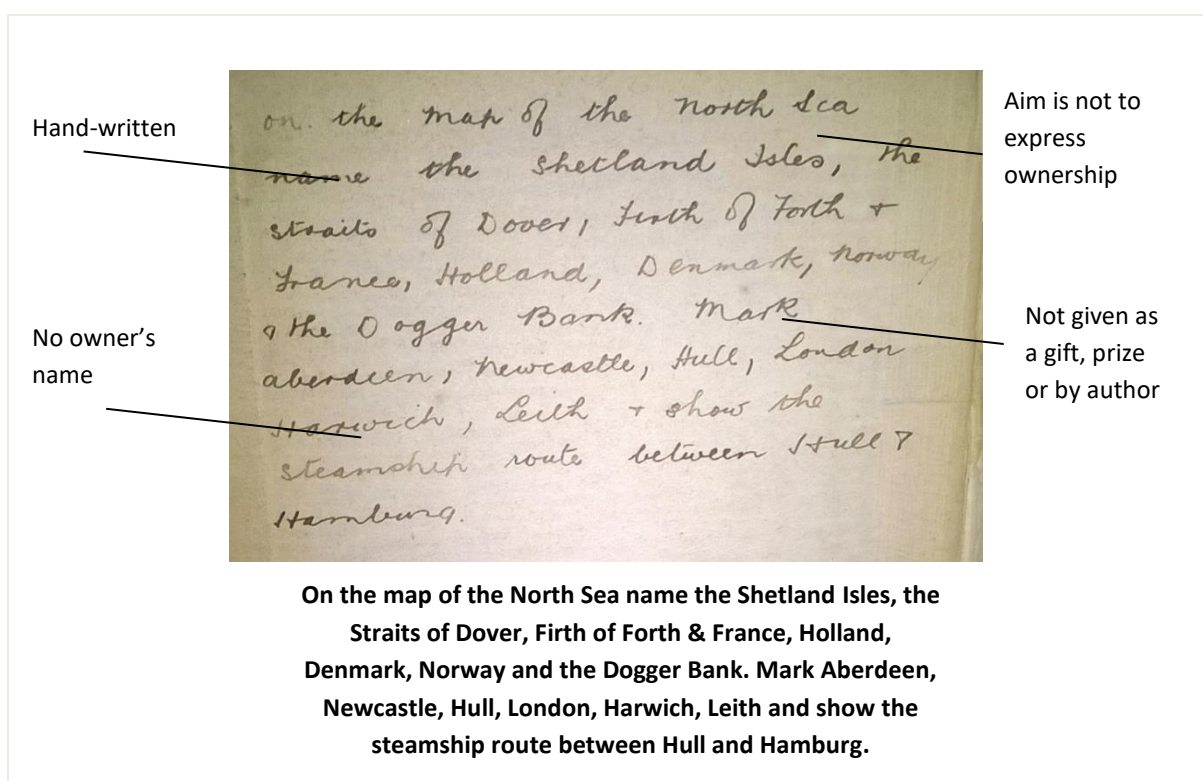 Hand-written
Aim is not to
express
ownership
on the map of the North Sea
name the Shetland Isles, the
straits of Dover, Firth of Forth +
France, Holland, Denmark, Norway
& the Dogger Bank. Mark
aberdeen, Newcastle, Hull, London
Harwich, Leith + show the
steamship route between Hull &
Hamburg.
No owner's
name
Not given as
a gift, prize
or by author
On the map of the North Sea name the Shetland Isles, the
Straits of Dover, Firth of Forth & France, Holland,
Denmark, Norway and the Dogger Bank. Mark Aberdeen,
Newcastle, Hull, London, Harwich, Leith and show the
steamship route between Hull and Hamburg.